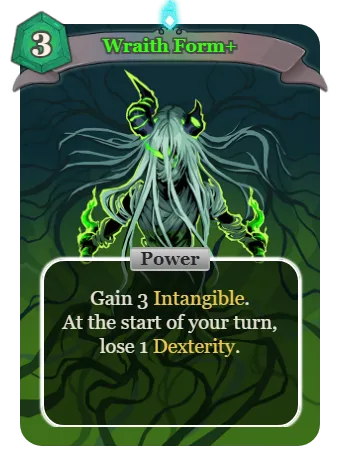 3
Wraith Form+
Power
Gain 3 Intangible.
At the start of your turn,
lose 1 Dexterity.